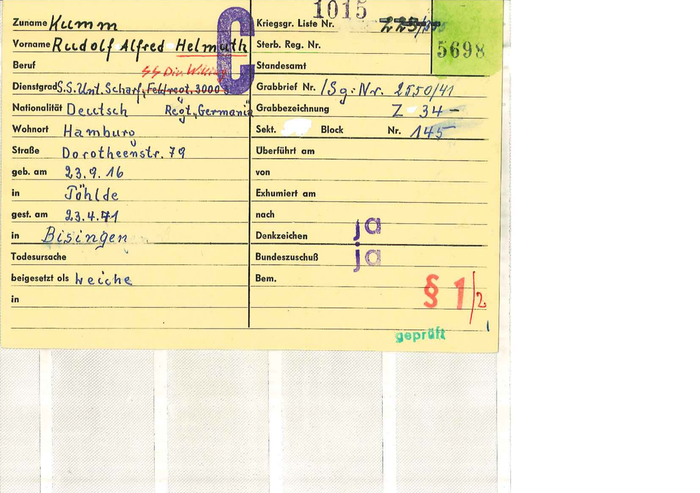 1015
C
Zuname Kumm
Vorname Rudolf Alfred Helmuth
Beruf SS Div. Wiking
Dienstgrad S.S. Unt. Scharf., Feldregt, 3000
Nationalität Deutsch Regt, "Germania"
Wohnort Hamburg
Straße Dorotheenstr. 79
geb. am 23.9.16
in Töhlde
gest. am 23.4.41
in Bisingen
Todesursache
beigesetzt als Leiche
in
Kriegsgr. Liste Nr.
5698
Sterb. Reg. Nr.
Standesamt
Grabbrief Nr. /Sg: Nr. 2550/41
Grabbezeichnung Z 34 –
Sekt. Block Nr. 145
Überführt am
von
Exhumiert am
nach
Denkzeichen ja
Bundeszuschuß ja
Bem.
§ 1/2
geprüft